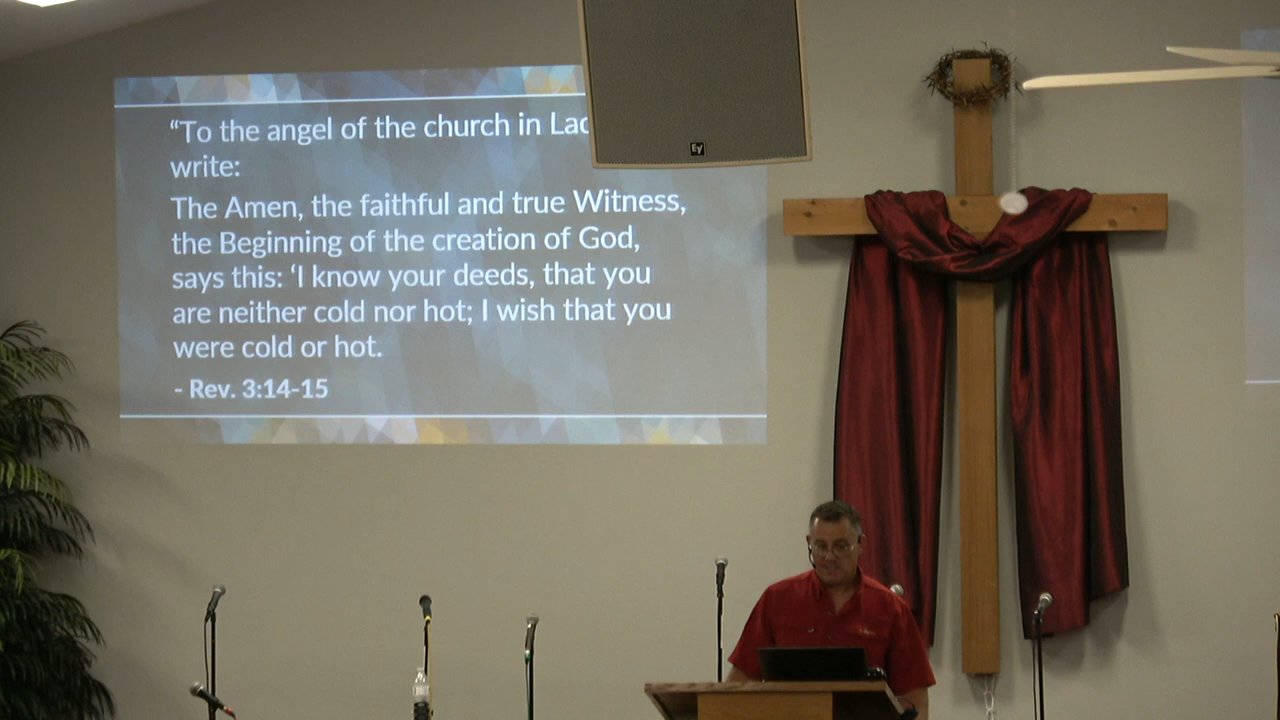 “To the angel of the church in
write:
The Amen, the faithful and true Witness,
the Beginning of the creation of God,
says this: ‘I know your deeds, that you
are neither cold nor hot; I wish that you
were cold or hot.
- Rev. 3:14-15
EV